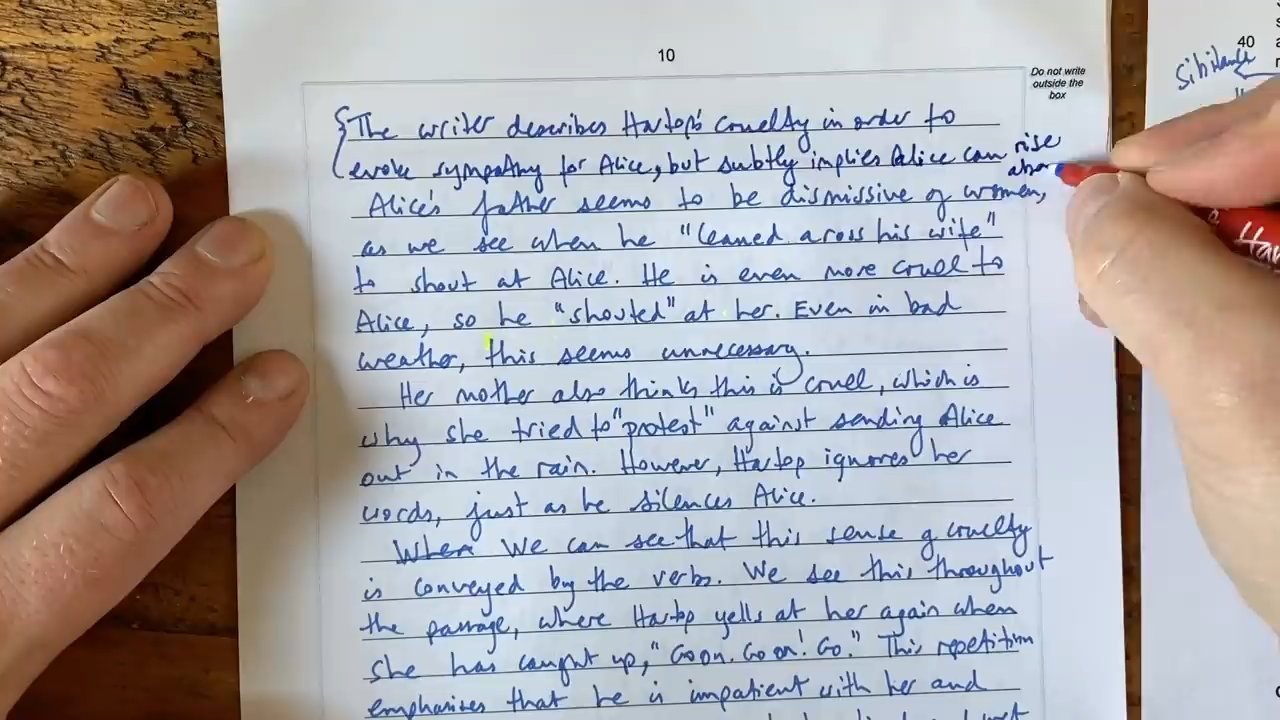 10
Do not write
outside the
box
40
Sibilance
The writer describes Hartop's cruelty in order to
evoke sympathy for Alice, but subtly implies Alice can rise
Alice's father seems to be dismissive of women,
as we see when he "leaned across his wife"
to shout at Alice. He is even more cruel to
Alice, so he "shouted" at her. Even in bad
weather, this seems unnecessary.
Her mother also thinks this is cruel, which is
why she tried to "protest" against sending Alice
out in the rain. However, Hartop ignores her
words, just as he silences Alice.
When We can see that this sense of cruelty
is conveyed by the verbs. We see this throughout
the passage, where Hartop yells at her again when
she has caught up, "Go on. Go on! Go." This repetition
emphasises that he is impatient with her and